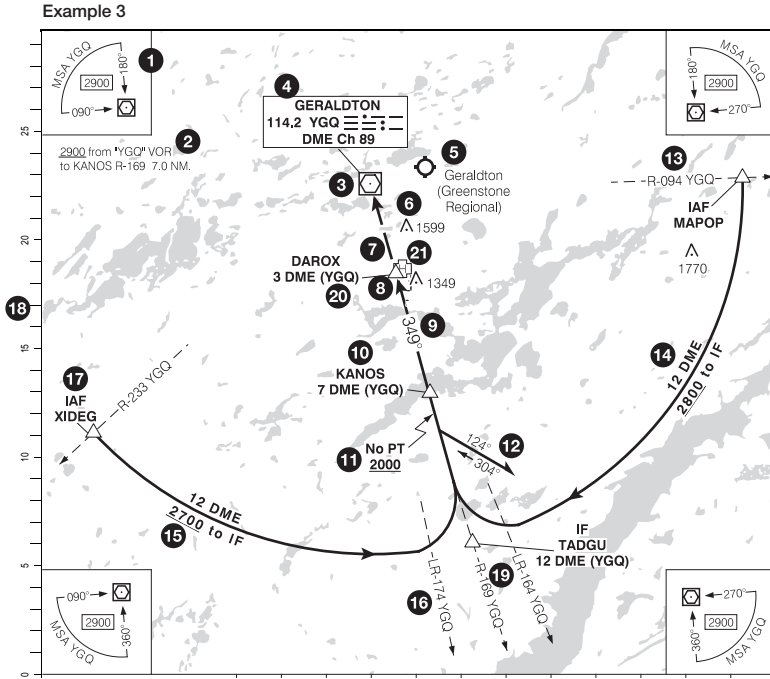 Example 3
MSA YGQ
2900
180°
090°
1
2900 from "YGQ" VOR
to KANOS R-169 7.0 NM.
2
4
GERALDTON
114.2 YGQ
DME Ch 89
3
5
Geraldton
(Greenstone
Regional)
MSA YGQ
180°
2900
270°
13
R-094 YGQ
IAF
MAPOP
6
1599
7
21
DAROX
3 DME (YGQ)
8
1349
20
1770
18
9
349°
10
KANOS
7 DME (YGQ)
14
12 DME
2800 to IF
17
IAF
XIDEG
R-233 YGQ
11
No PT
2000
12
124°
304°
12 DME
2700 to IF
15
IF
TADGU
12 DME (YGQ)
16
LR-174 YGQ
19
R-169 YGQ
LR-164 YGQ
090°
2900
360°
MSA YGQ
270°
2900
360°
MSA YGQ
25
20
15
10
5
0